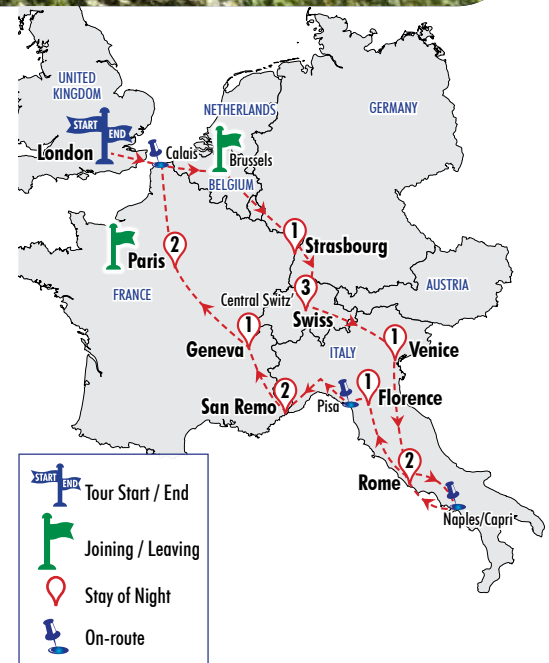 UNITED
KINGDOM
NETHERLANDS
GERMANY
START
END
London
Calais
Brussels
BELGIUM
1
Strasbourg
2
Paris
FRANCE
AUSTRIA
3
Central Switz'
Swiss
1
Geneva
ITALY
1
Venice
2
San Remo
Pisa
1
Florence
2
Rome
Naples/Capri*
START
END
Tour Start / End
Joining / Leaving
Stay of Night
On-route